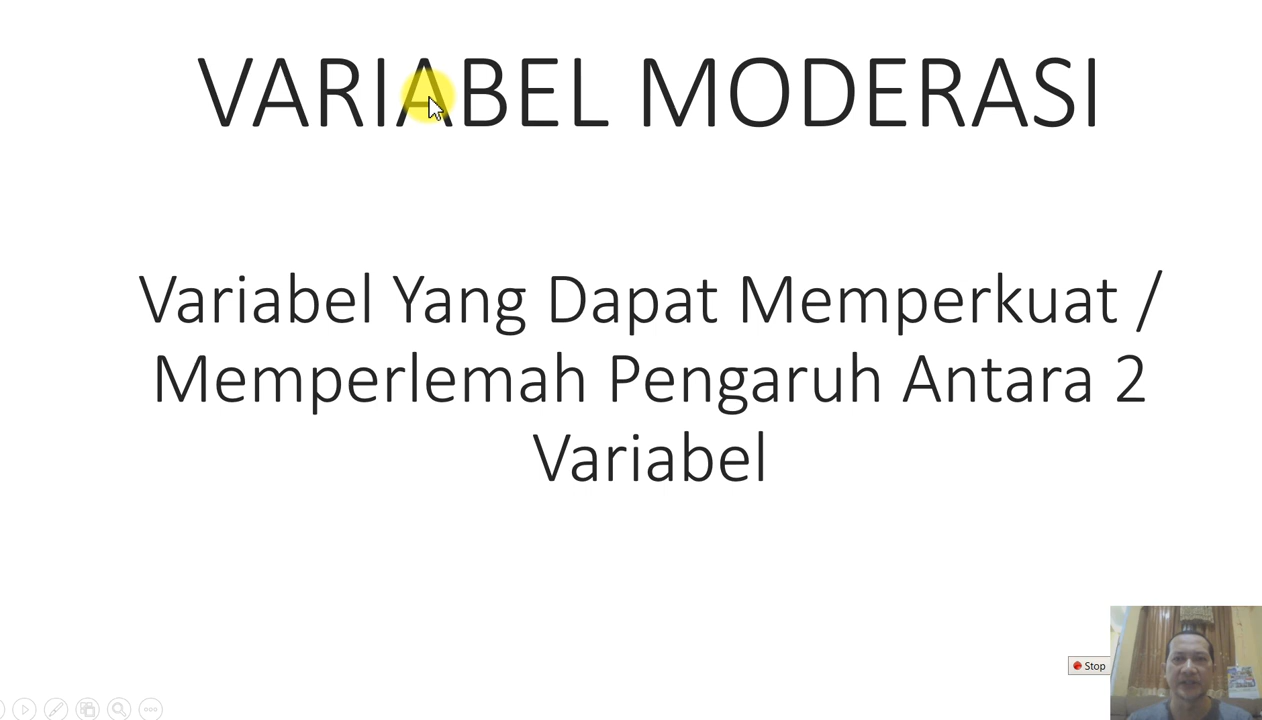 VARIABEL MODERASI
Variabel Yang Dapat Memperkuat /
Memperlemah Pengaruh Antara 2
Variabel
Stop